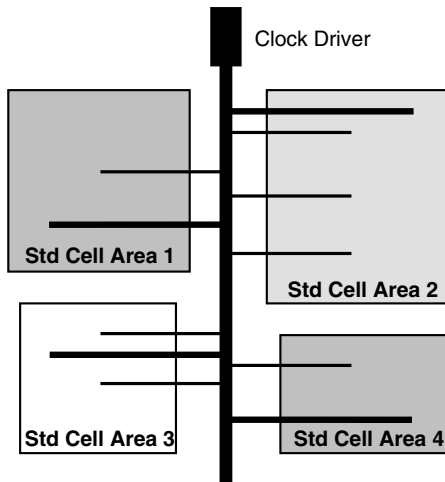 Clock Driver
Std Cell Area 1
Std Cell Area 2
Std Cell Area 3
Std Cell Area 4